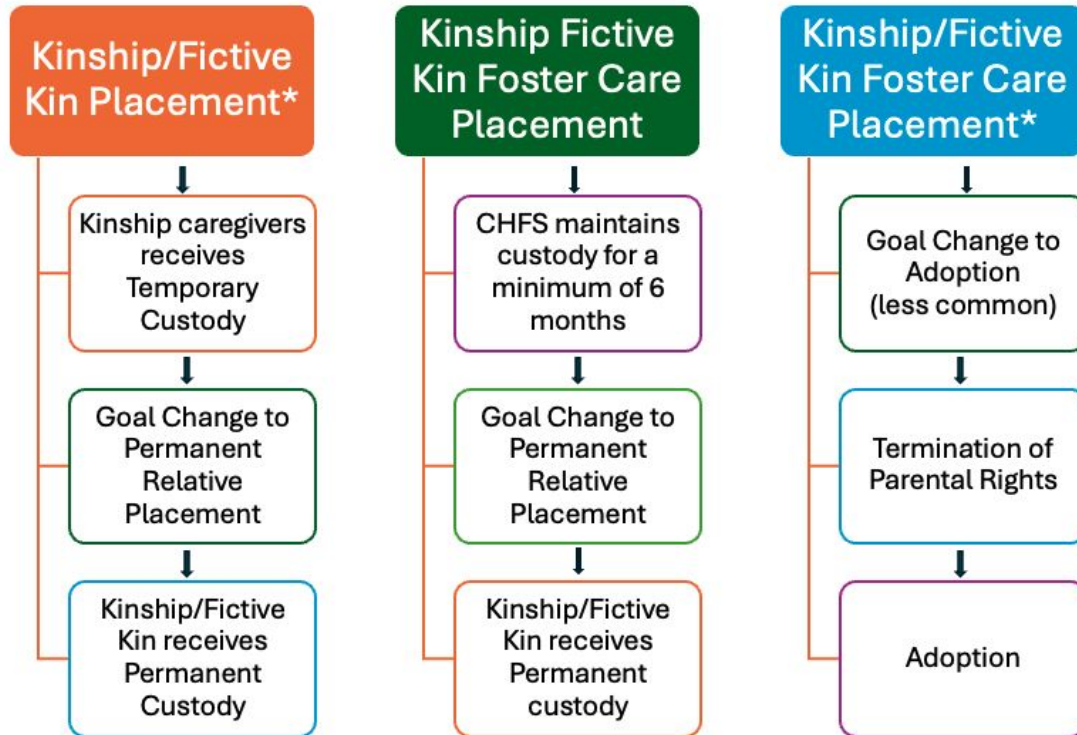 Kinship/Fictive
Kin Placement*
Kinship caregivers
receives
Temporary
Custody
Goal Change to
Permanent
Relative
Placement
Kinship/Fictive
Kin receives
Permanent
Custody
Kinship Fictive
Kin Foster Care
Placement
CHFS maintains
custody for a
minimum of 6
months
Goal Change to
Permanent
Relative
Placement
Kinship/Fictive
Kin receives
Permanent
custody
Kinship/Fictive
Kin Foster Care
Placement*
Goal Change to
Adoption
(less common)
Termination of
Parental Rights
Adoption